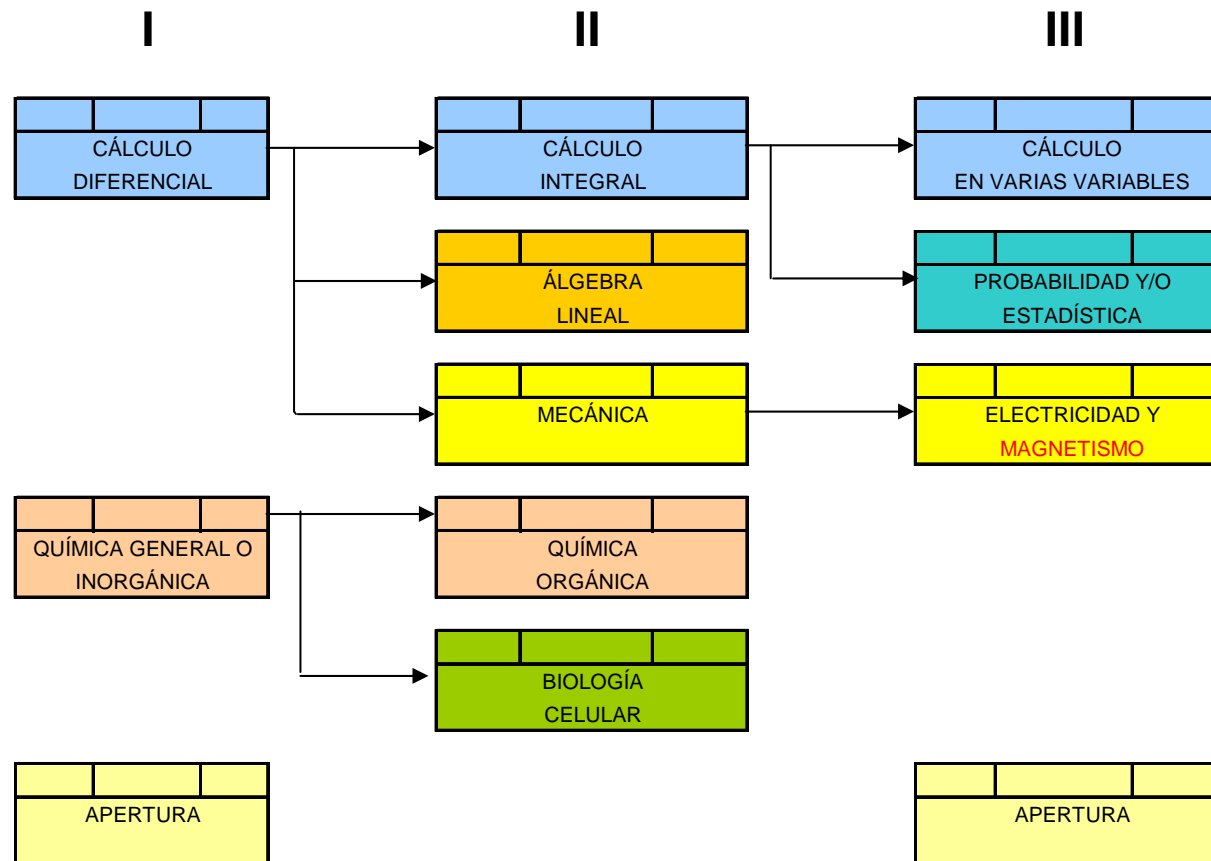 I
II
III
CÁLCULO
DIFERENCIAL
CÁLCULO
INTEGRAL
CÁLCULO
EN VARIAS VARIABLES
ÁLGEBRA
LINEAL
PROBABILIDAD Y/O
ESTADÍSTICA
MECÁNICA
ELECTRICIDAD Y
MAGNETISMO
QUÍMICA GENERAL O
INORGÁNICA
QUÍMICA
ORGÁNICA
BIOLOGÍA
CELULAR
APERTURA
APERTURA